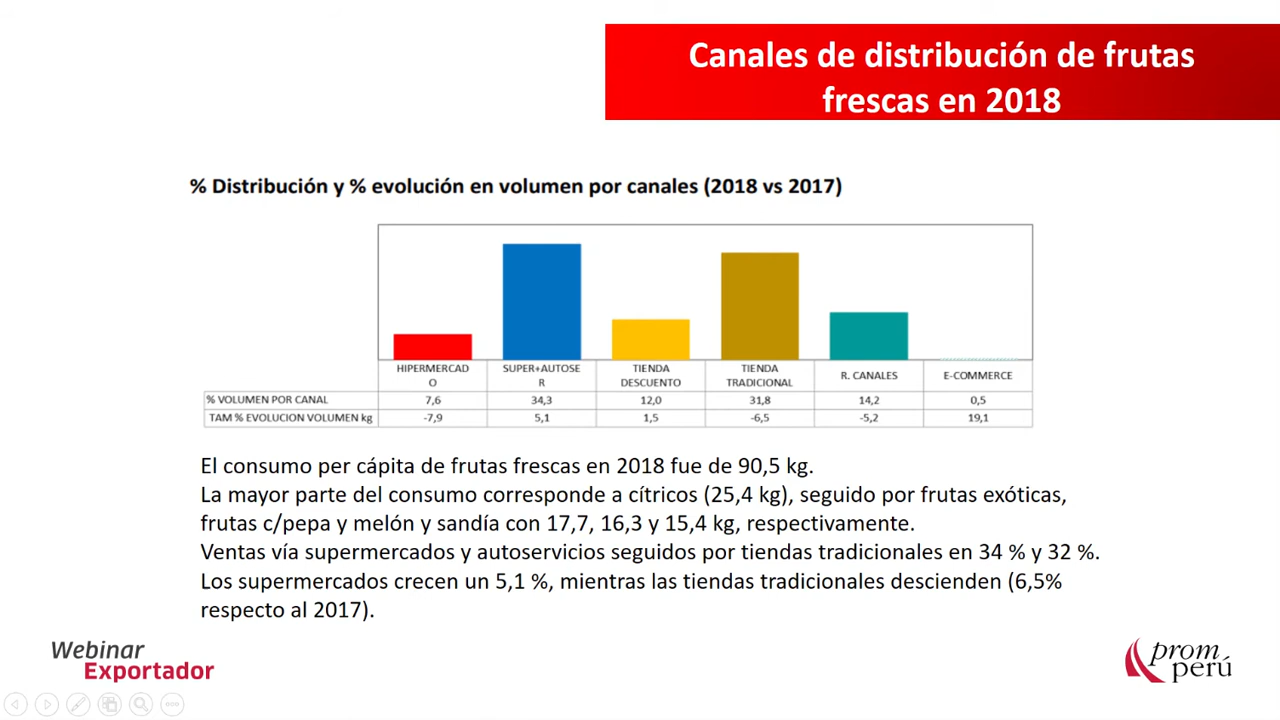 Canales de distribución de frutas
frescas en 2018
% Distribución y % evolución en volumen por canales (2018 vs 2017)
HIPERMERCAD
O
SUPER+AUTOSE
R
TIENDA
DESCUENTO
TIENDA
TRADICIONAL
R. CANALES
E-COMMERCE
% VOLUMEN POR CANAL 7,6 34,3 12,0 31,8 14,2 0,5
TAM % EVOLUCION VOLUMEN kg -7,9 5,1 1,5 -6,5 -5,2 19,1
El consumo per cápita de frutas frescas en 2018 fue de 90,5 kg.
La mayor parte del consumo corresponde a cítricos (25,4 kg), seguido por frutas exóticas,
frutas c/pepa y melón y sandía con 17,7, 16,3 y 15,4 kg, respectivamente.
Ventas vía supermercados y autoservicios seguidos por tiendas tradicionales en 34 % y 32 %.
Los supermercados crecen un 5,1 %, mientras las tiendas tradicionales descienden (6,5%
respecto al 2017).
Webinar
Exportador
prom
perú